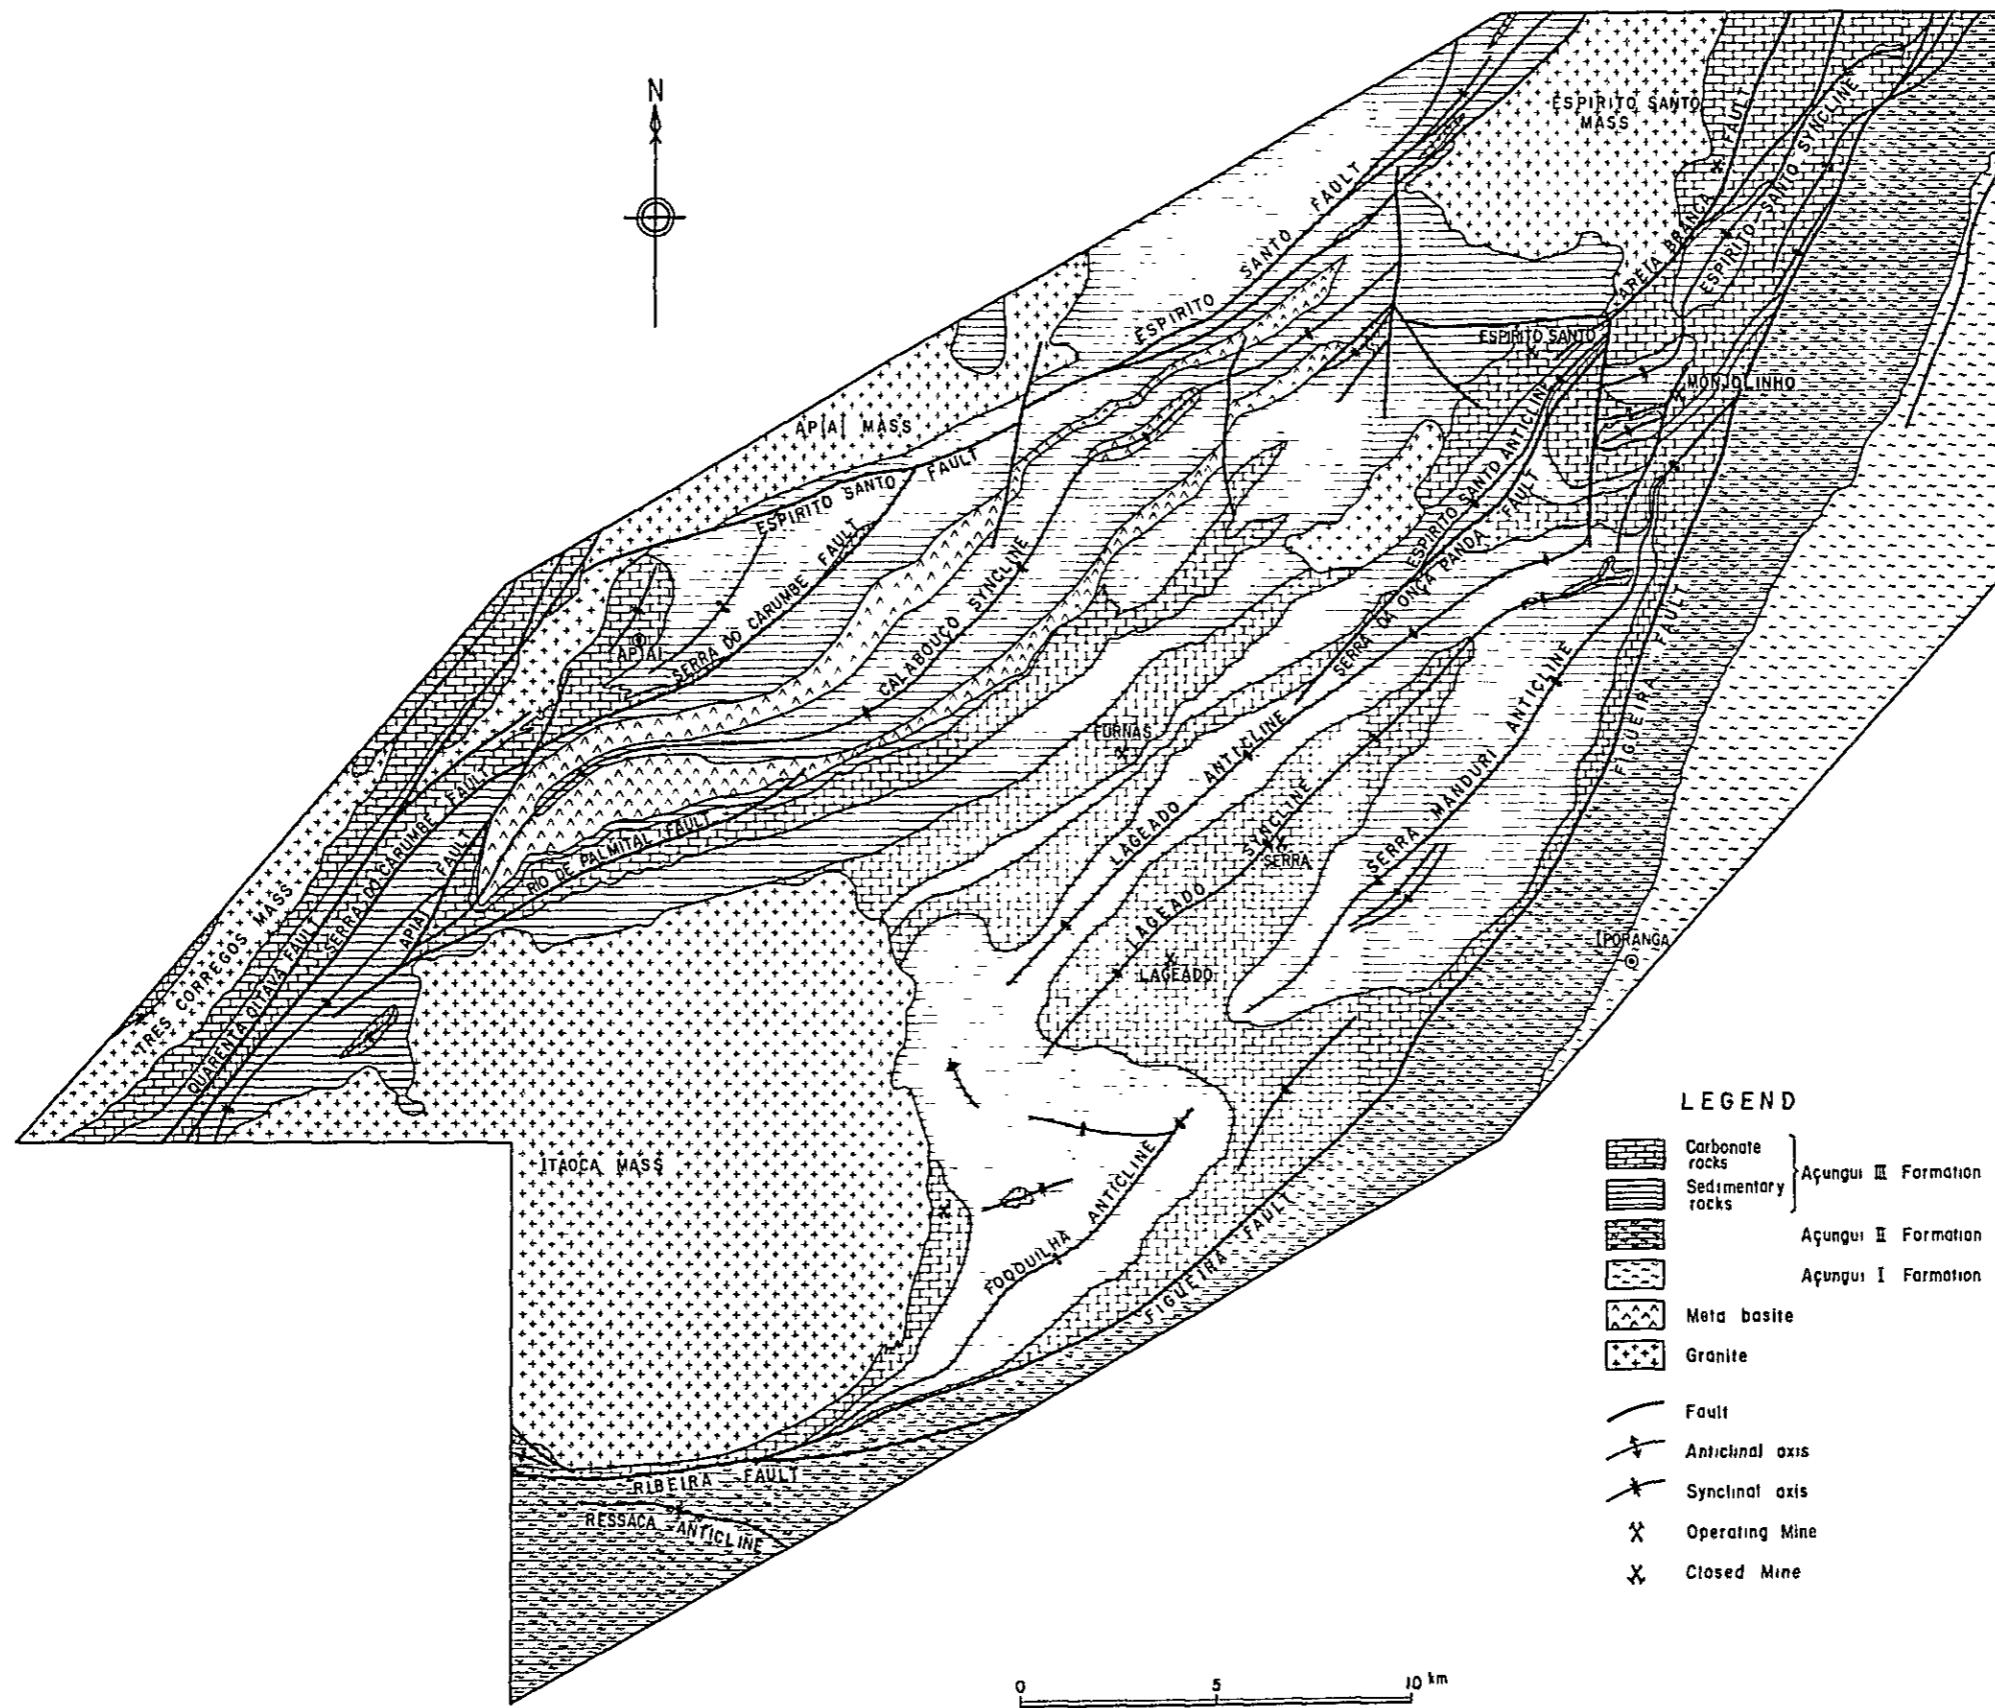 N
ESPIRITO SANTO
MASS
ESPIRITO SANTO FAULT
AREIA BRANCA FAULT
ESPIRITO SANTO SYNCLINE
ESPIRITO SANTO
MONJOLINHO
APIAI MASS
ESPIRITO SANTO FAULT
ESPIRITO SANTO ANTICLINE
SERRA DA ONÇA PANDA FAULT
APIAI
SERRA DO CARUMBE FAULT
CALABOUÇO SYNCLINE
FIGUEIRA FAULT
FURNAS
LAGEADO ANTICLINE
SERRA MANDURI ANTICLINE
SERRA DO CARUMBE FAULT
APIAI FAULT
RIO DE PALMITAL FAULT
LAGEADO SYNCLINE
SERRA
TRES CORREGOS MASS
QUARENTA OITAVA FAULT
IPORANGA
LAGEADO
ITAOCA MASS
FOQQUILHA ANTICLINE
FIGUEIRA FAULT
RIBEIRA FAULT
RESSACA ANTICLINE
LEGEND
Carbonate
rocks
Sedimentary
rocks
Açungui III Formation
Açungui II Formation
Açungui I Formation
Meta basite
Granite
Fault
Anticlinal axis
Synclinal axis
Operating Mine
Closed Mine
0 5 10 km